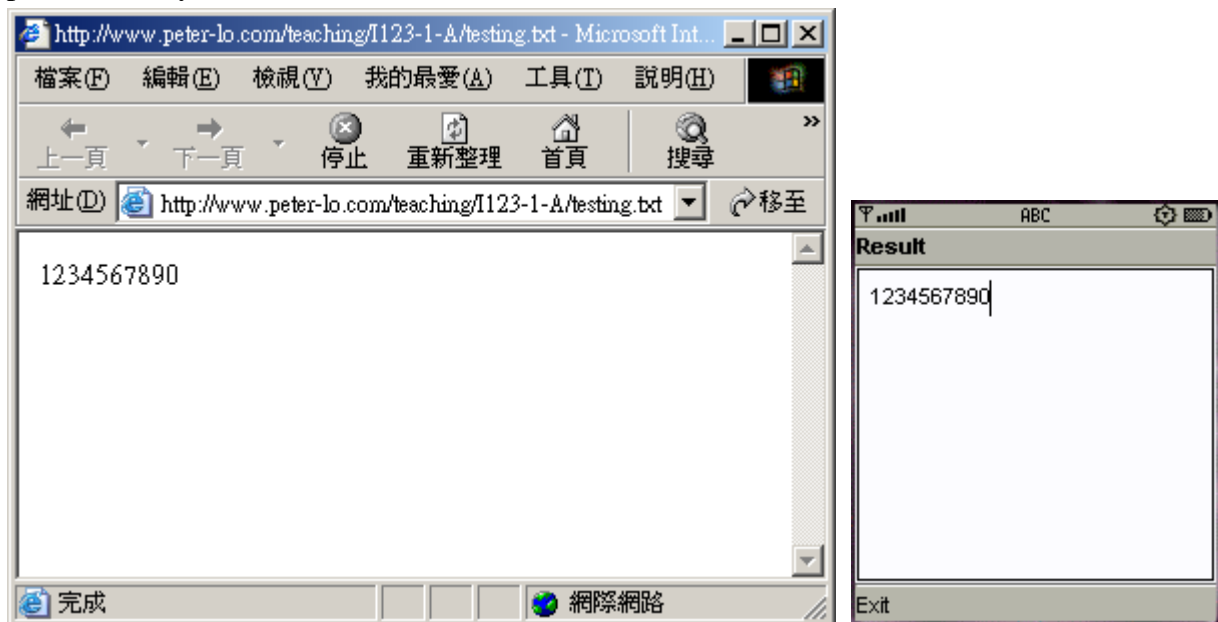 http://www.peter-lo.com/teaching/I123-1-A/testing.txt - Microsoft Int...
檔案(F) 編輯(E) 檢視(V) 我的最愛(A) 工具(T) 說明(H)
上一頁 下一頁 停止 重新整理 首頁 搜尋 »
網址(D) http://www.peter-lo.com/teaching/I123-1-A/testing.txt 移至
1234567890
完成 網際網路
ABC
Result
1234567890
Exit